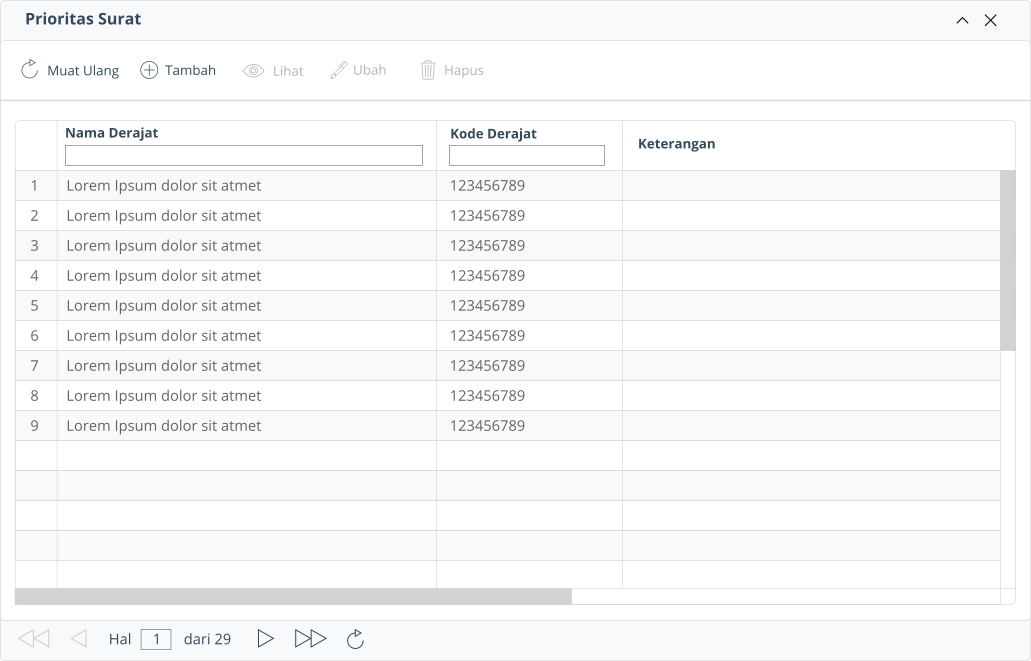 Prioritas Surat
Muat Ulang Tambah Lihat Ubah Hapus
Nama Derajat Kode Derajat Keterangan
1 Lorem Ipsum dolor sit atmet 123456789
2 Lorem Ipsum dolor sit atmet 123456789
3 Lorem Ipsum dolor sit atmet 123456789
4 Lorem Ipsum dolor sit atmet 123456789
5 Lorem Ipsum dolor sit atmet 123456789
6 Lorem Ipsum dolor sit atmet 123456789
7 Lorem Ipsum dolor sit atmet 123456789
8 Lorem Ipsum dolor sit atmet 123456789
9 Lorem Ipsum dolor sit atmet 123456789
Hal 1 dari 29